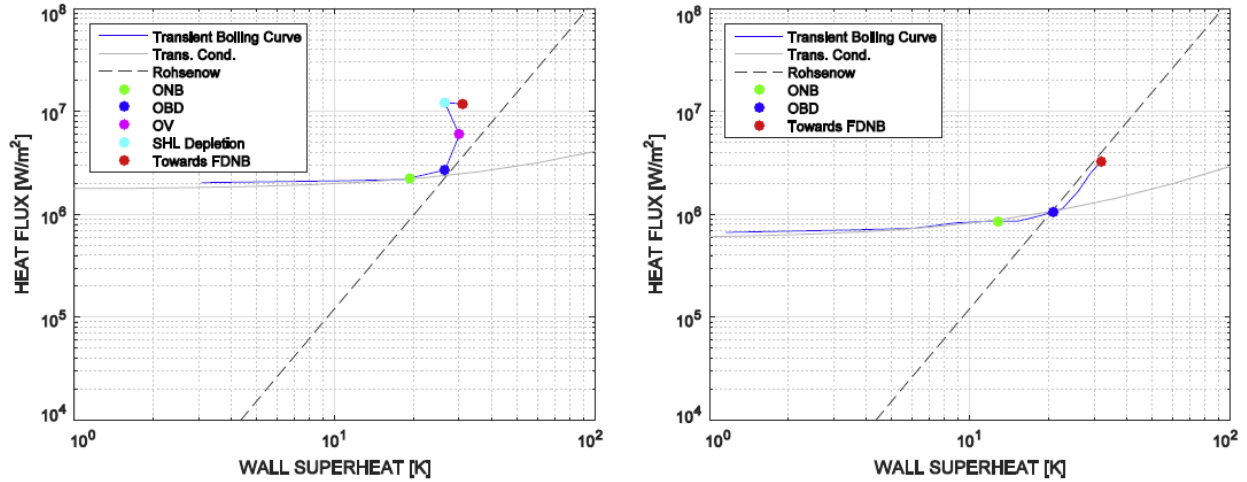 10^8
10^7
10^6
10^5
10^4
HEAT FLUX [W/m^2]
Transient Boiling Curve
Trans. Cond.
Rohsenow
ONB
OBD
OV
SHL Depletion
Towards FDNB
10^0
10^1
10^2
WALL SUPERHEAT [K]
10^8
10^7
10^6
10^5
10^4
HEAT FLUX [W/m^2]
Transient Boiling Curve
Trans. Cond.
Rohsenow
ONB
OBD
Towards FDNB
10^0
10^1
10^2
WALL SUPERHEAT [K]